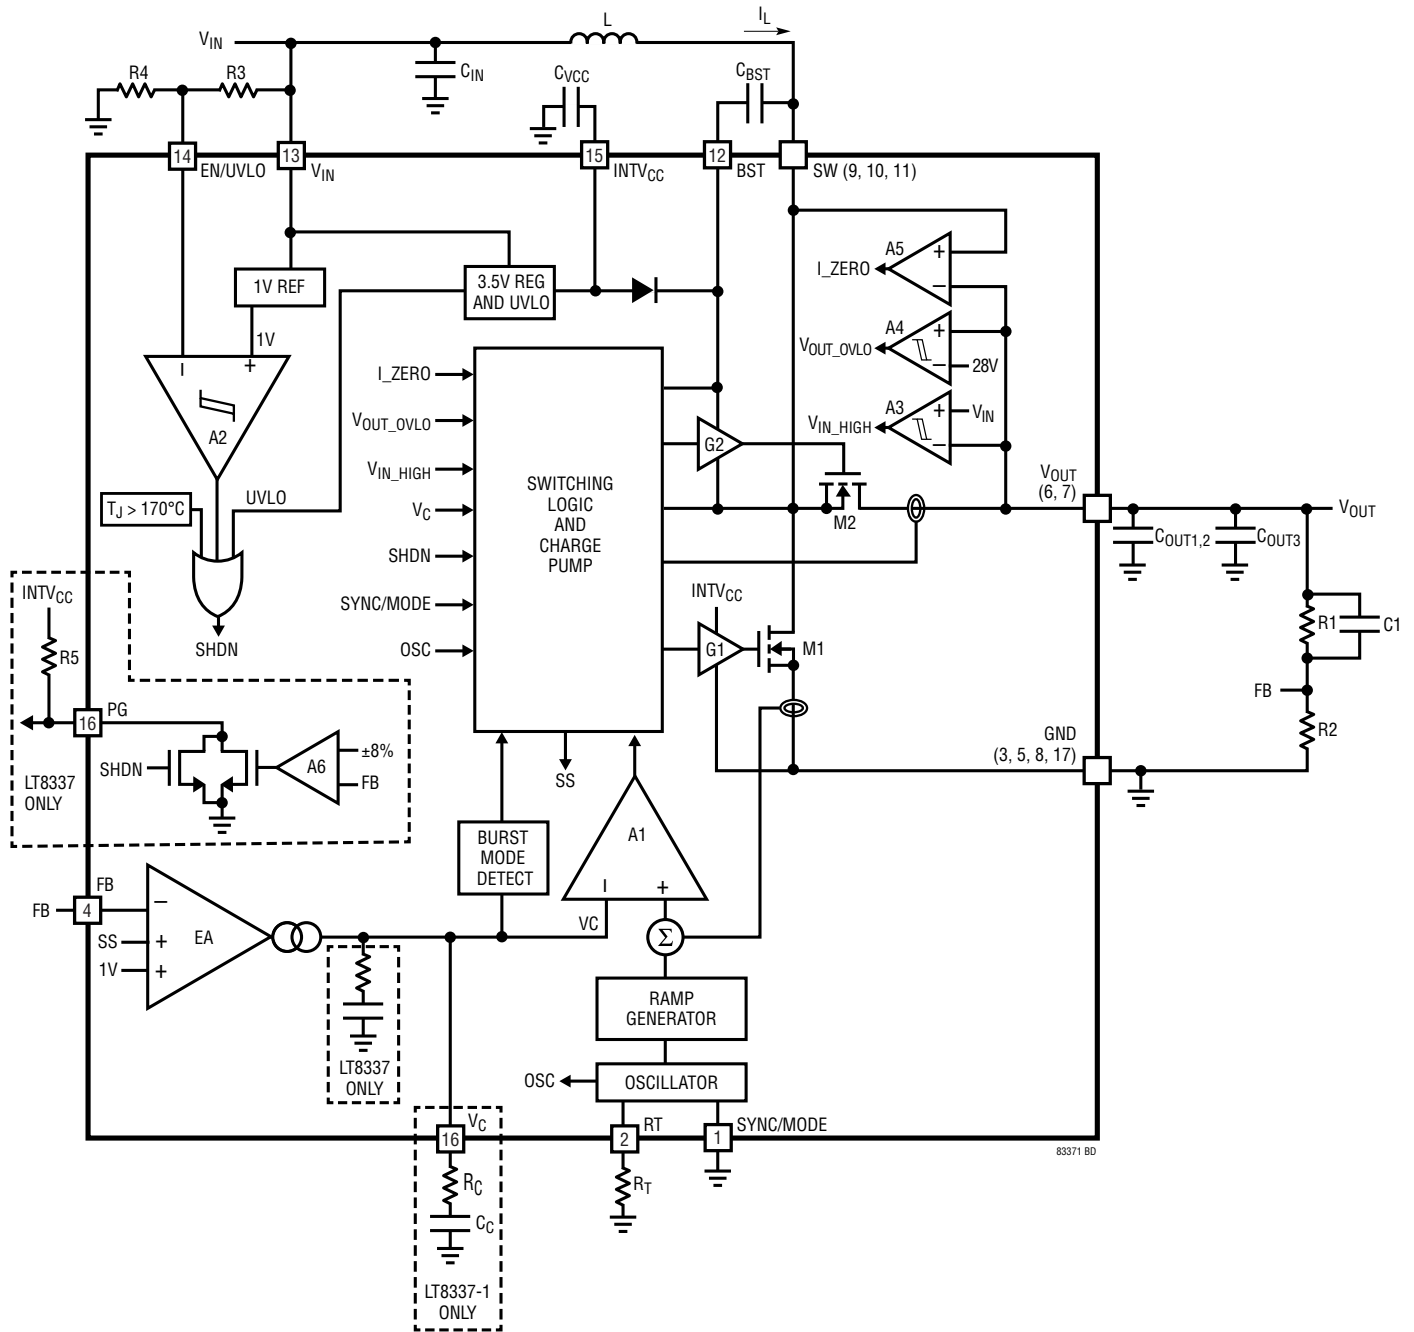 L
IL
VIN
R4
R3
CIN
CVCC
CBST
14
EN/UVLO
13
VIN
15
INTVCC
12
BST
SW (9, 10, 11)
A5
+
–
I_ZERO
1V REF
3.5V REG
AND UVLO
1V
–
+
A2
A4
+
–
VOUT_OVLO
28V
A3
+
–
VIN
VIN_HIGH
I_ZERO
VOUT_OVLO
VIN_HIGH
VC
SHDN
SYNC/MODE
OSC
SWITCHING
LOGIC
AND
CHARGE
PUMP
G2
M2
VOUT
(6, 7)
VOUT
COUT1,2
COUT3
TJ > 170°C
UVLO
SHDN
INTVCC
R5
INTVCC
G1
M1
R1
C1
FB
R2
16
PG
SHDN
A6
±8%
FB
LT8337
ONLY
SS
GND
(3, 5, 8, 17)
BURST
MODE
DETECT
A1
–
+
FB
4
FB
–
SS
+
1V
+
EA
VC
Σ
LT8337
ONLY
RAMP
GENERATOR
OSC
OSCILLATOR
VC
16
RT
2
1
SYNC/MODE
83371 BD
RC
CC
RT
LT8337-1
ONLY